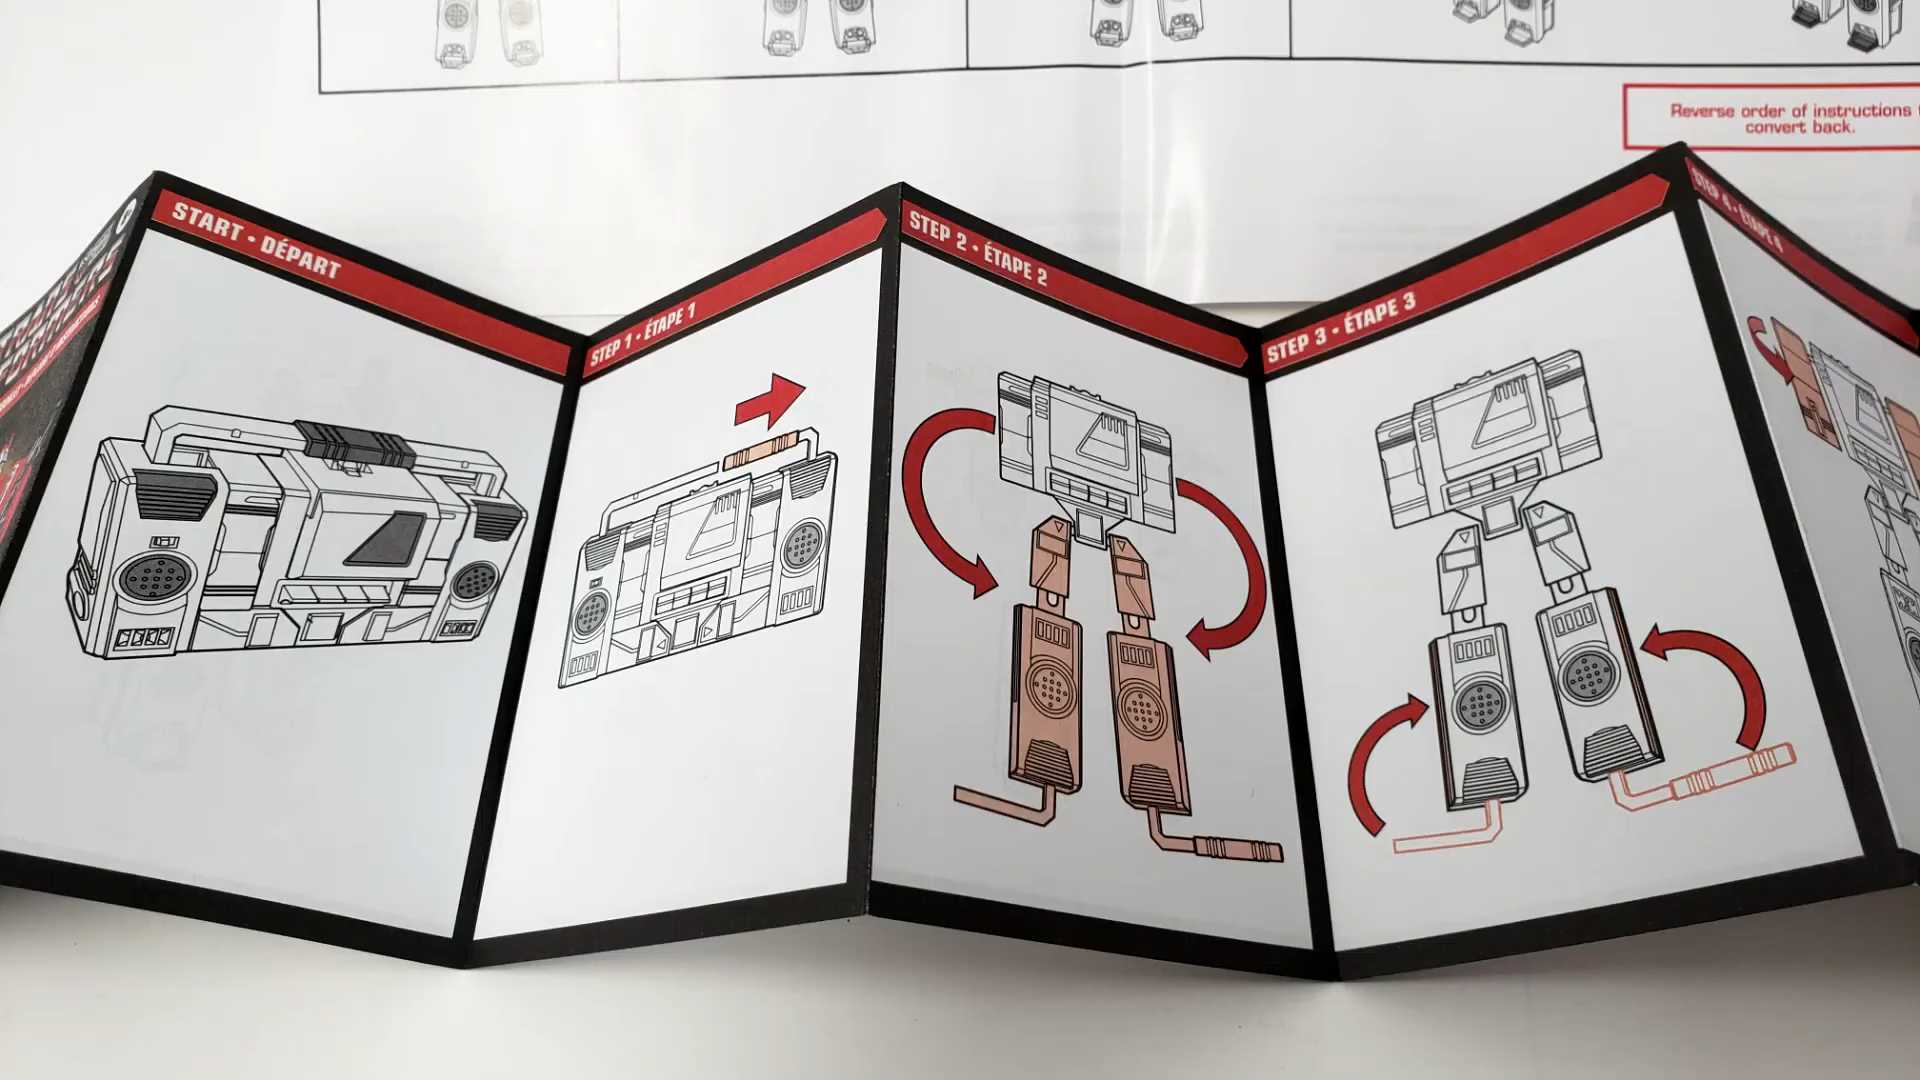 Reverse order of instructions
convert back.
START • DÉPART
STEP 1 • ÉTAPE 1
STEP 2 • ÉTAPE 2
STEP 3 • ÉTAPE 3
STEP 4 • ÉTAPE 4